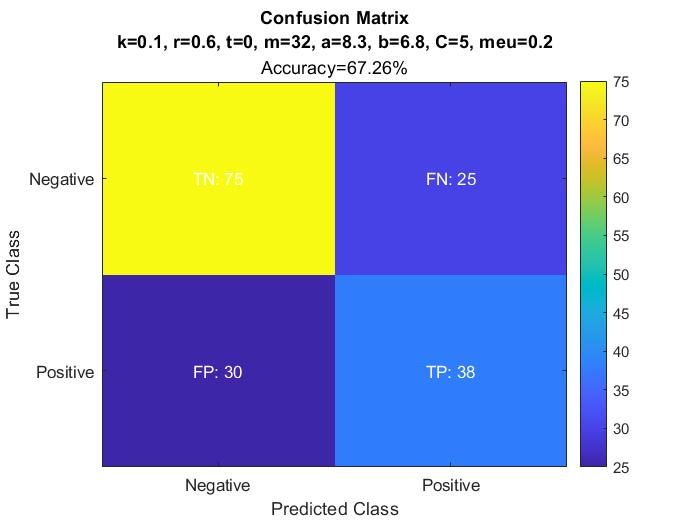 Confusion Matrix
k=0.1, r=0.6, t=0, m=32, a=8.3, b=6.8, C=5, meu=0.2
Accuracy=67.26%
True Class
Negative
TN: 75
FN: 25
Positive
FP: 30
TP: 38
Negative
Positive
Predicted Class
75
70
65
60
55
50
45
40
35
30
25